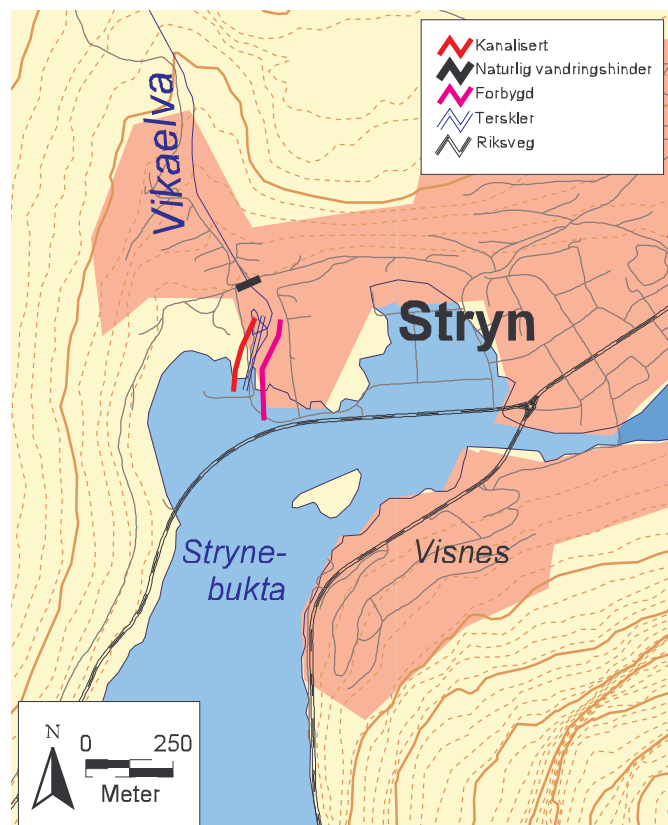 Kanalisert
Naturlig vandringshinder
Forbygd
Terskler
Riksveg
Vikaelva
Stryn
Stryne-
bukta
Visnes
N
0 250
Meter